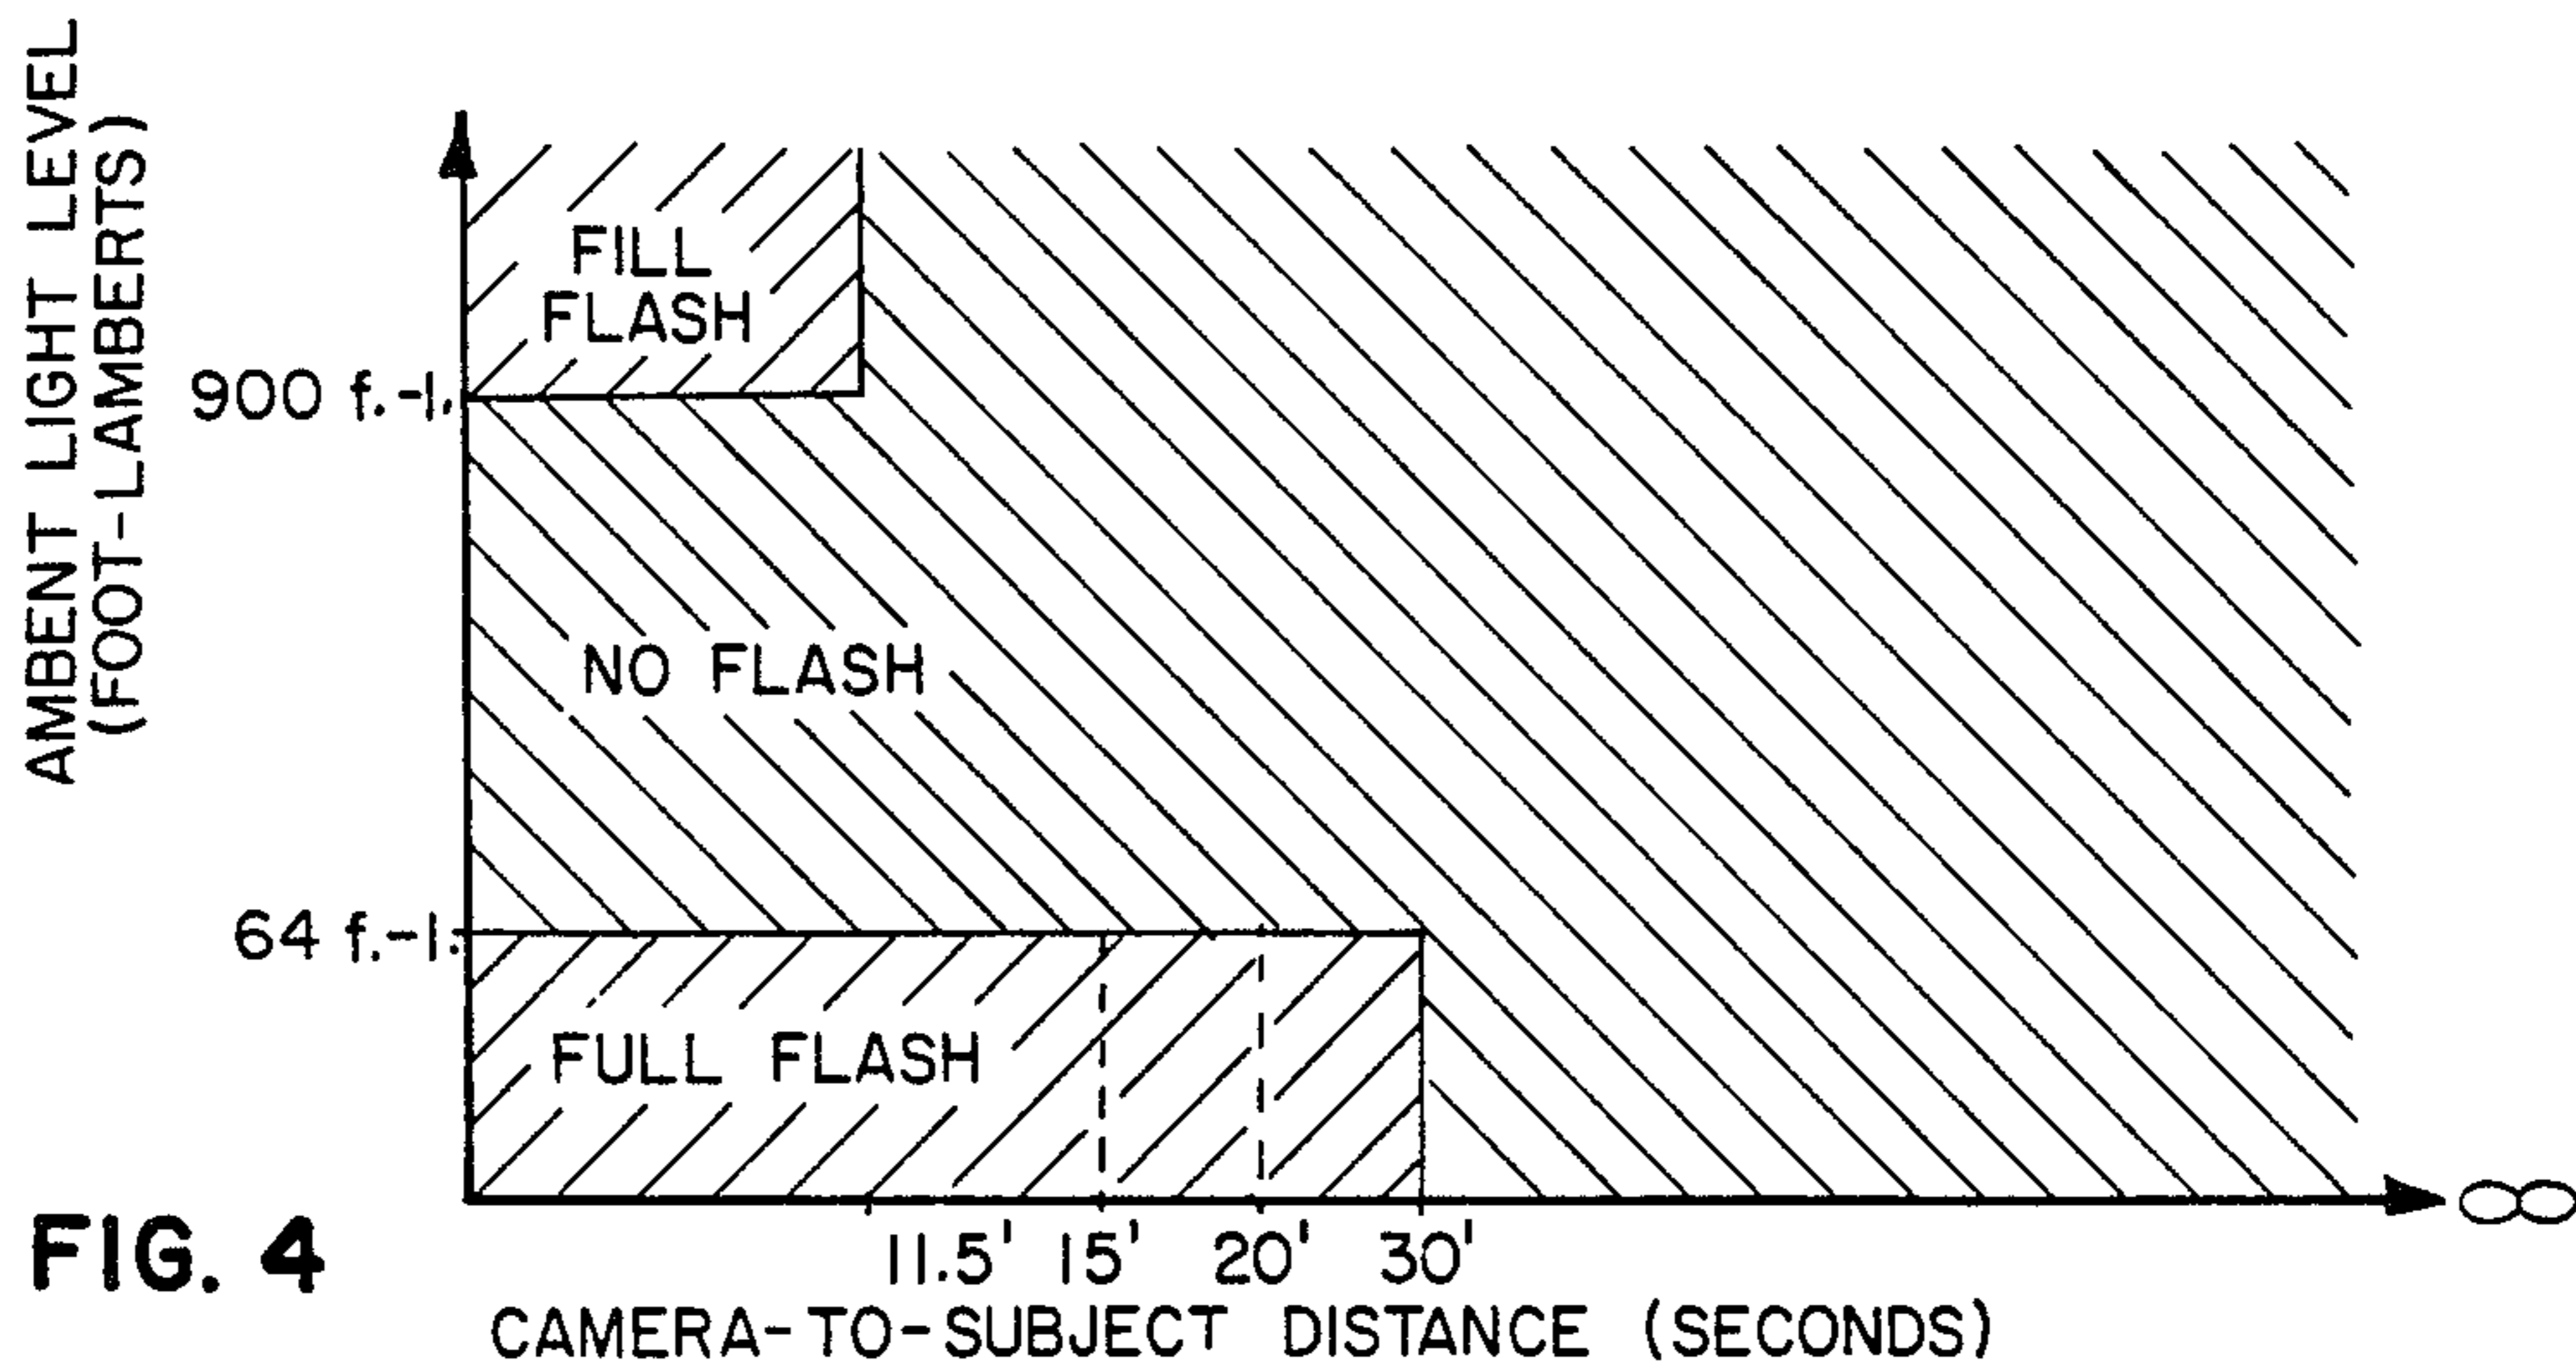 AMBENT LIGHT LEVEL
(FOOT-LAMBERTS)
FILL
FLASH
900 f.-l.
NO FLASH
64 f.-l.
FULL FLASH
11.5' 15' 20' 30' ∞
CAMERA-TO-SUBJECT DISTANCE (SECONDS)
FIG. 4